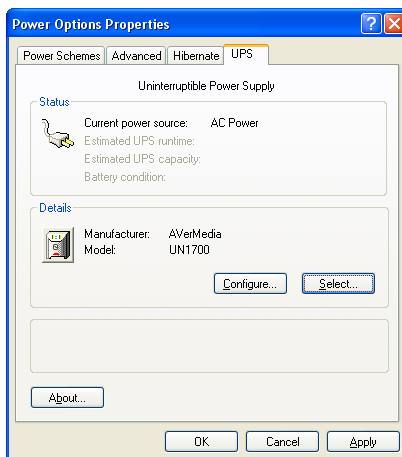 Power Options Properties
Power Schemes Advanced Hibernate UPS
Uninterruptible Power Supply
Status
Current power source: AC Power
Estimated UPS runtime:
Estimated UPS capacity:
Battery condition:
Details
Manufacturer: AVerMedia
Model: UN1700
Configure... Select...
About...
OK Cancel Apply